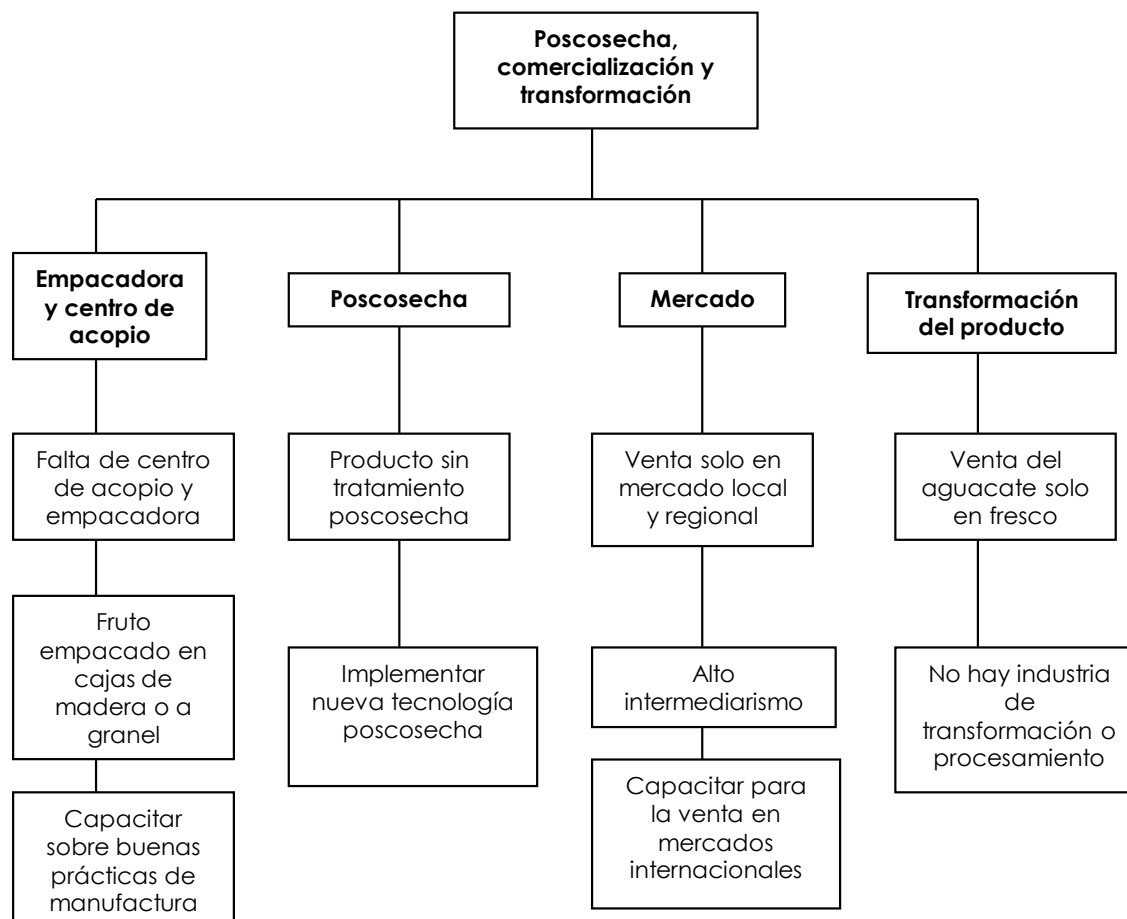 Poscosecha,
comercialización y
transformación
Empacadora
y centro de
acopio
Poscosecha
Mercado
Transformación
del producto
Falta de centro
de acopio y
empacadora
Producto sin
tratamiento
poscosecha
Venta solo en
mercado local
y regional
Venta del
aguacate solo
en fresco
Fruto
empacado en
cajas de
madera o a
granel
Implementar
nueva tecnología
poscosecha
Alto
intermediarismo
No hay industria
de
transformación o
procesamiento
Capacitar
sobre buenas
prácticas de
manufactura
Capacitar para
la venta en
mercados
internacionales